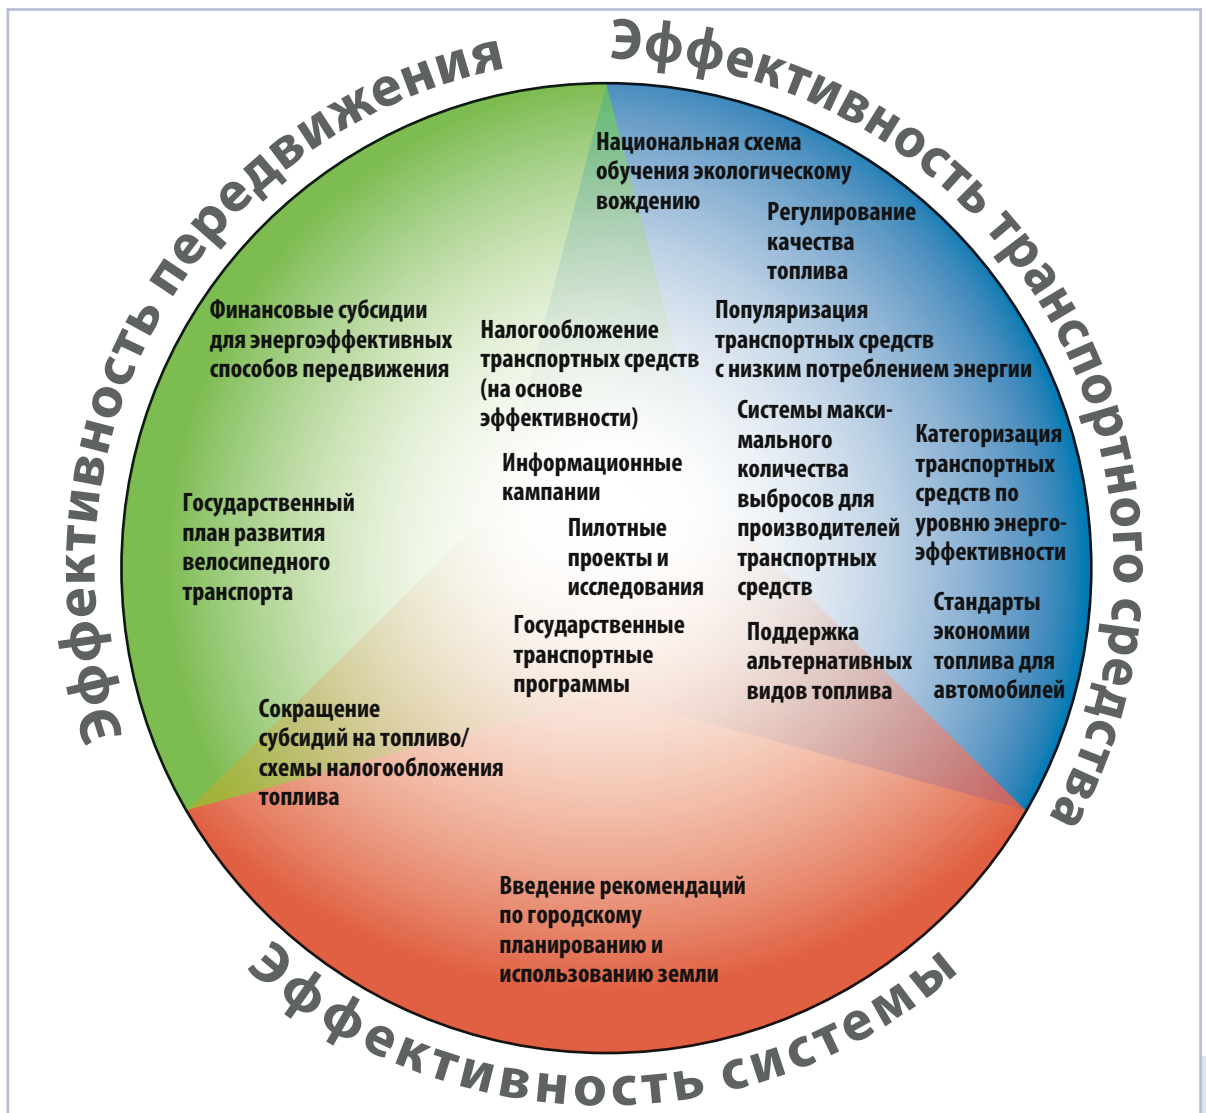 Эффективность передвижения
Эффективность транспортного средства
Национальная схема
обучения экологическому
вождению
Регулирование
качества
топлива
Финансовые субсидии
для энергоэффективных
способов передвижения
Налогообложение
транспортных средств
(на основе
эффективности)
Популяризация
транспортных средств
с низким потреблением энергии
Системы макси-
мального
количества
выбросов для
производителей
транспортных
средств
Категоризация
транспортных
средств по
уровню энерго-
эффективности
Информационные
кампании
Государственный
план развития
велосипедного
транспорта
Пилотные
проекты и
исследования
Государственные
транспортные
программы
Поддержка
альтернативных
видов топлива
Стандарты
экономии
топлива для
автомобилей
Сокращение
субсидий на топливо/
схемы налогообложения
топлива
Введение рекомендаций
по городскому
планированию и
использованию земли
Эффективность системы